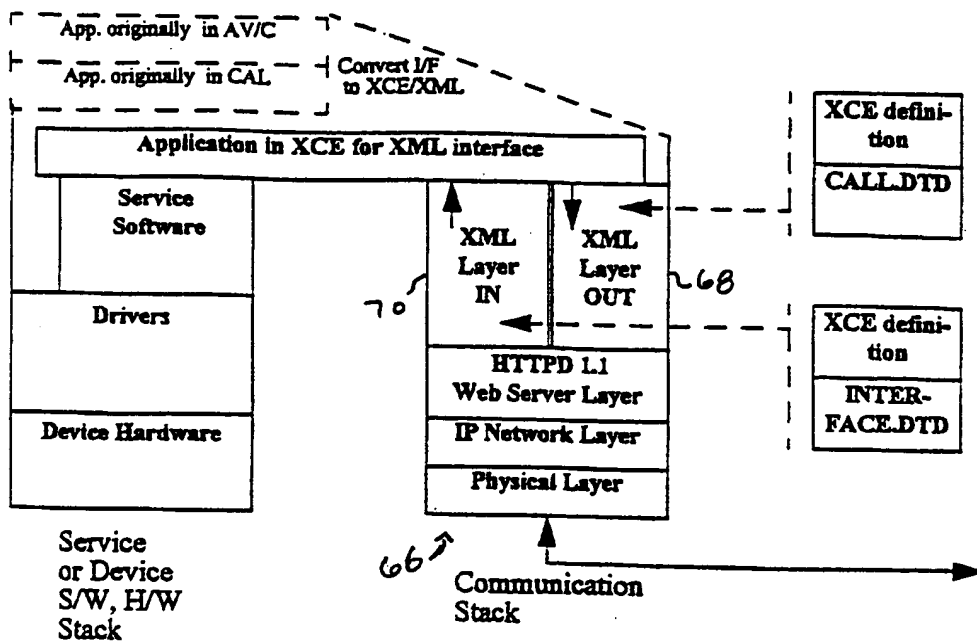 App. originally in AV/C
App. originally in CAL
Convert I/F
to XCE/XML
Application in XCE for XML interface
Service
Software
Drivers
Device Hardware
Service
or Device
S/W, H/W
Stack
XML
Layer
IN
XML
Layer
OUT
70
68
HTTPD 1.1
Web Server Layer
IP Network Layer
Physical Layer
66
Communication
Stack
XCE defini-
tion
CALL.DTD
XCE defini-
tion
INTER-
FACE.DTD